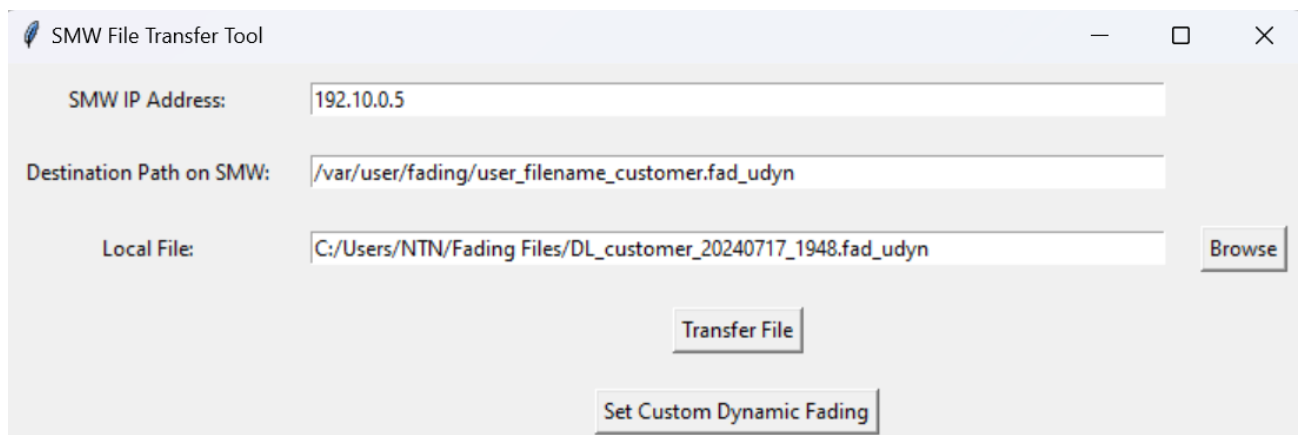 SMW File Transfer Tool
SMW IP Address: 192.10.0.5
Destination Path on SMW: /var/user/fading/user_filename_customer.fad_udyn
Local File: C:/Users/NTN/Fading Files/DL_customer_20240717_1948.fad_udyn Browse
Transfer File
Set Custom Dynamic Fading